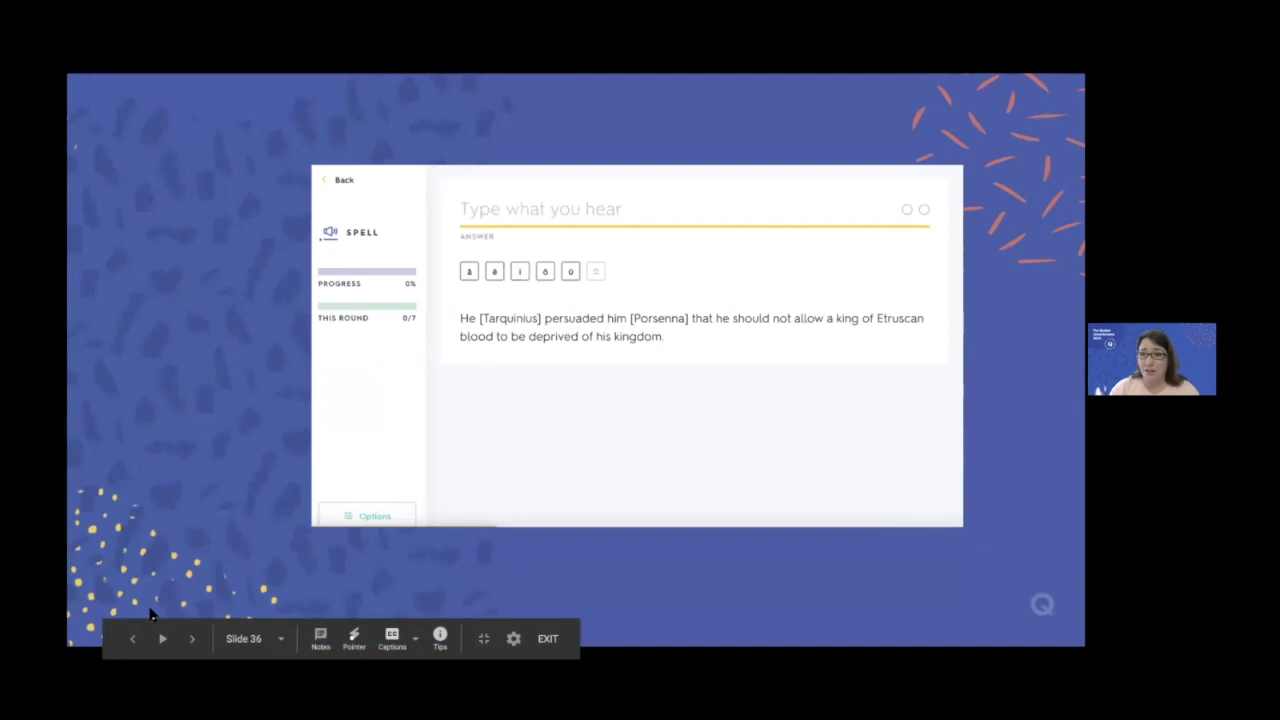 Back
SPELL
PROGRESS 0%
THIS ROUND 0/7
Options
Type what you hear
ANSWER
ā ē ī ō ū
He [Tarquinius] persuaded him [Porsenna] that he should not allow a king of Etruscan
blood to be deprived of his kingdom.
Q
Slide 36
Notes
Pointer
CC
Captions
Tips
EXIT